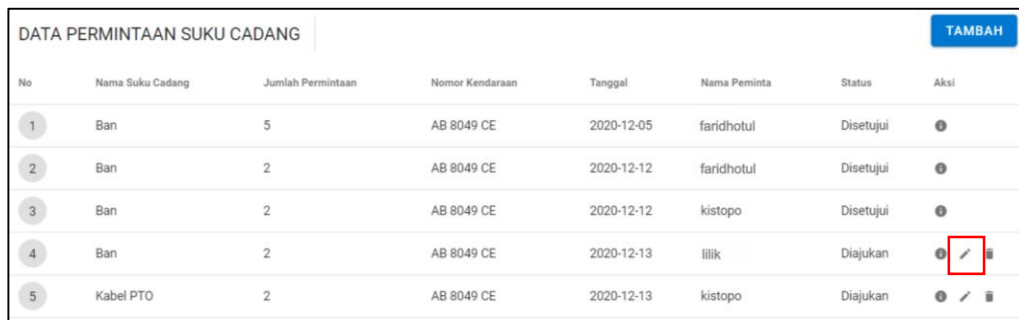 DATA PERMINTAAN SUKU CADANG TAMBAH
No Nama Suku Cadang Jumlah Permintaan Nomor Kendaraan Tanggal Nama Peminta Status Aksi
1 Ban 5 AB 8049 CE 2020-12-05 faridhotul Disetujui
2 Ban 2 AB 8049 CE 2020-12-12 faridhotul Disetujui
3 Ban 2 AB 8049 CE 2020-12-12 kistopo Disetujui
4 Ban 2 AB 8049 CE 2020-12-13 lilik Diajukan
5 Kabel PTO 2 AB 8049 CE 2020-12-13 kistopo Diajukan